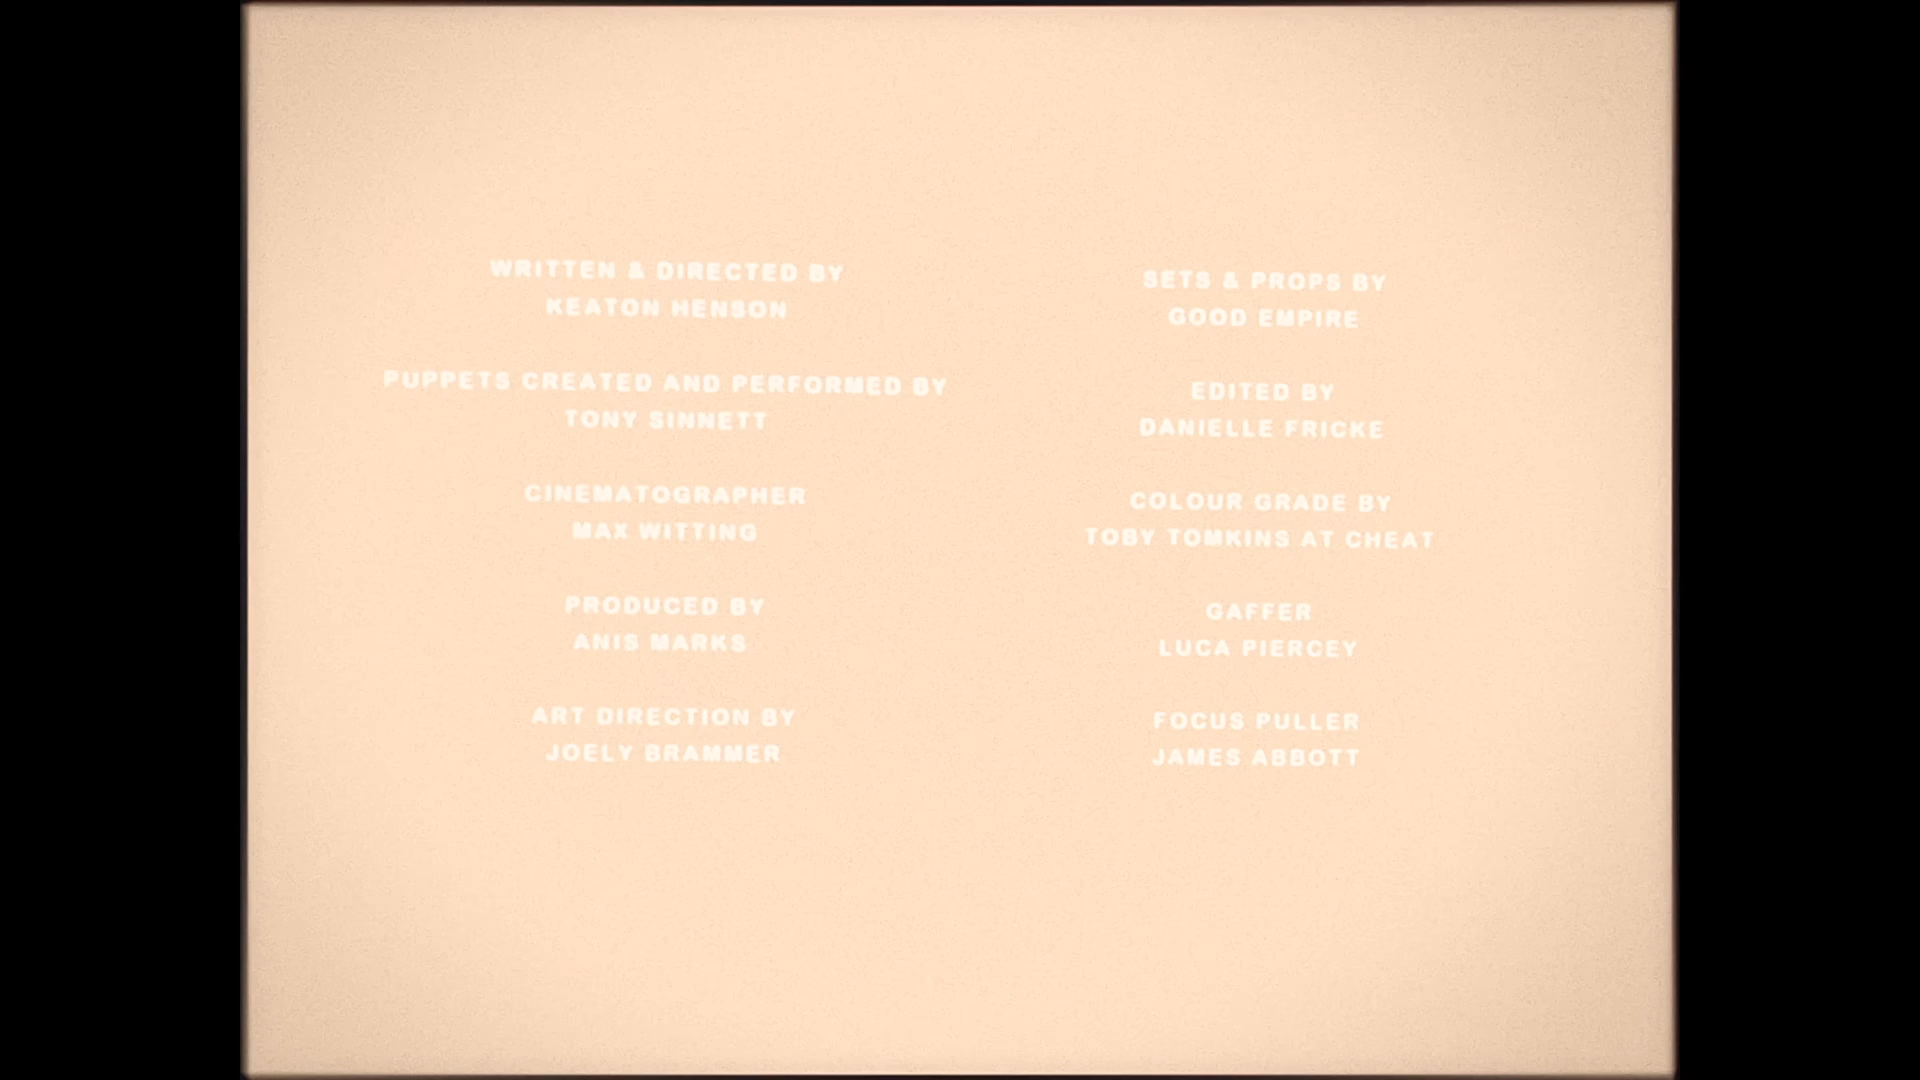 WRITTEN & DIRECTED BY
KEATON HENSON
PUPPETS CREATED AND PERFORMED BY
TONY SINNETT
CINEMATOGRAPHER
MAX WITTING
PRODUCED BY
ANIS MARKS
ART DIRECTION BY
JOELY BRAMMER
SETS & PROPS BY
GOOD EMPIRE
EDITED BY
DANIELLE FRICKE
COLOUR GRADE BY
TOBY TOMKINS AT CHEAT
GAFFER
LUCA PIERCEY
FOCUS PULLER
JAMES ABBOTT